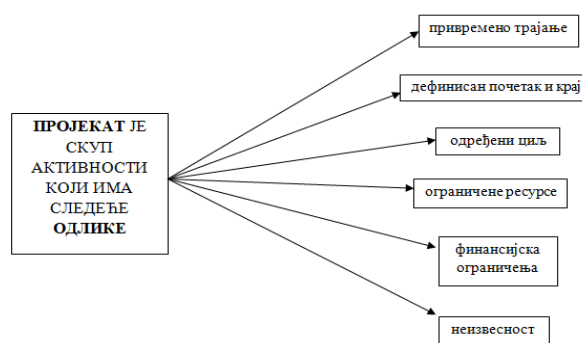 ПРОЈЕКАТ ЈЕ
СКУП
АКТИВНОСТИ
КОЈИ ИМА
СЛЕДЕЋЕ
ОДЛИКЕ
привремено трајање
дефинисан почетак и крај
одређени циљ
ограничене ресурсе
финансијска
ограничења
неизвесност